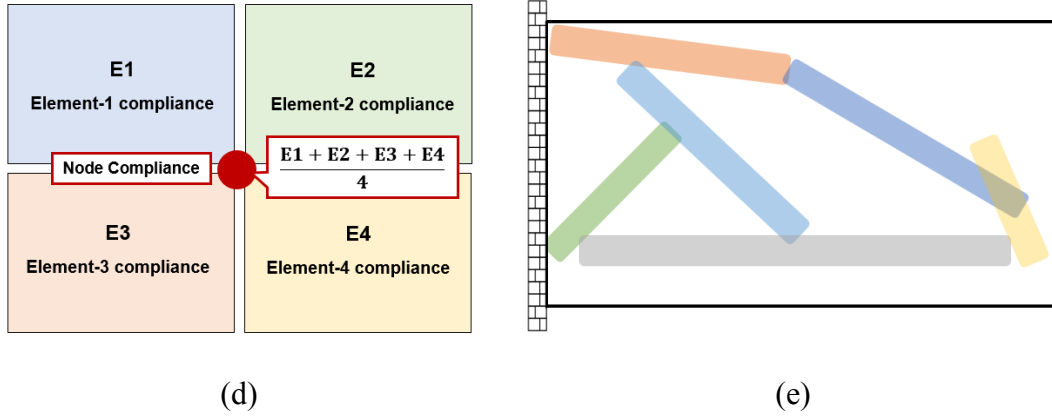 E1
Element-1 compliance
E2
Element-2 compliance
Node Compliance
E1 + E2 + E3 + E4
4
E3
Element-3 compliance
E4
Element-4 compliance
(d)
(e)